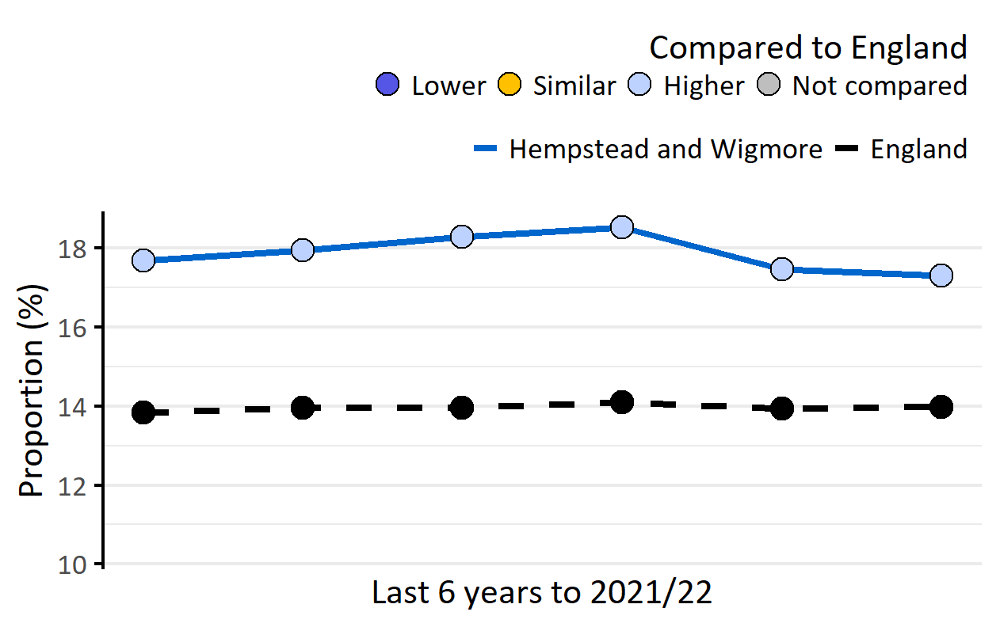 Compared to England
Lower Similar Higher Not compared
Hempstead and Wigmore England
18
16
14
12
10
Proportion (%)
Last 6 years to 2021/22